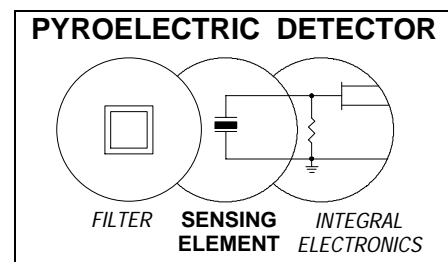 PYROELECTRIC DETECTOR
FILTER SENSING INTEGRAL
ELEMENT ELECTRONICS